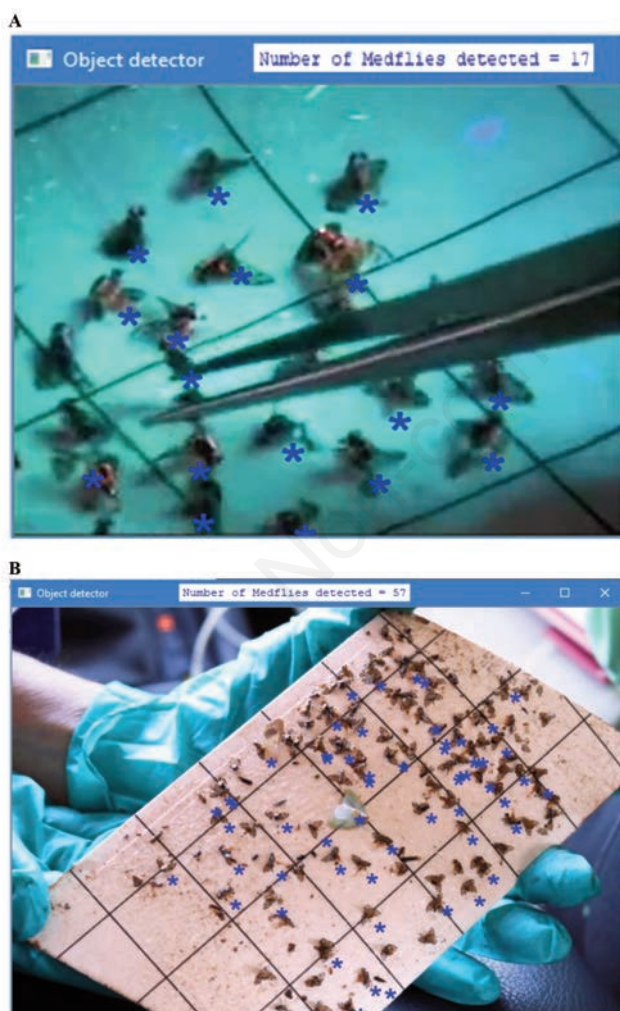 A
Object detector
Number of Medflies detected = 17
B
Object detector
Number of Medflies detected = 57